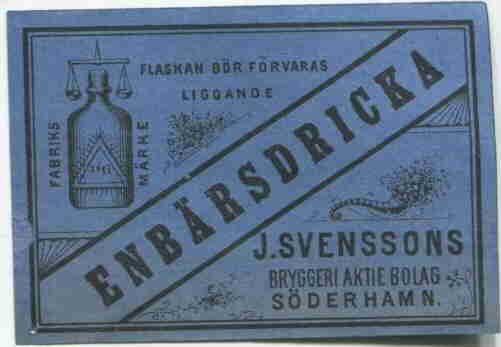 FLASKAN BÖR FÖRVARAS
LIGGANDE
FABRIKS
MÄRKE
ENBÄRSDRICKA
J.SVENSSONS
BRYGGERI AKTIE BOLAG
SÖDERHAMN.